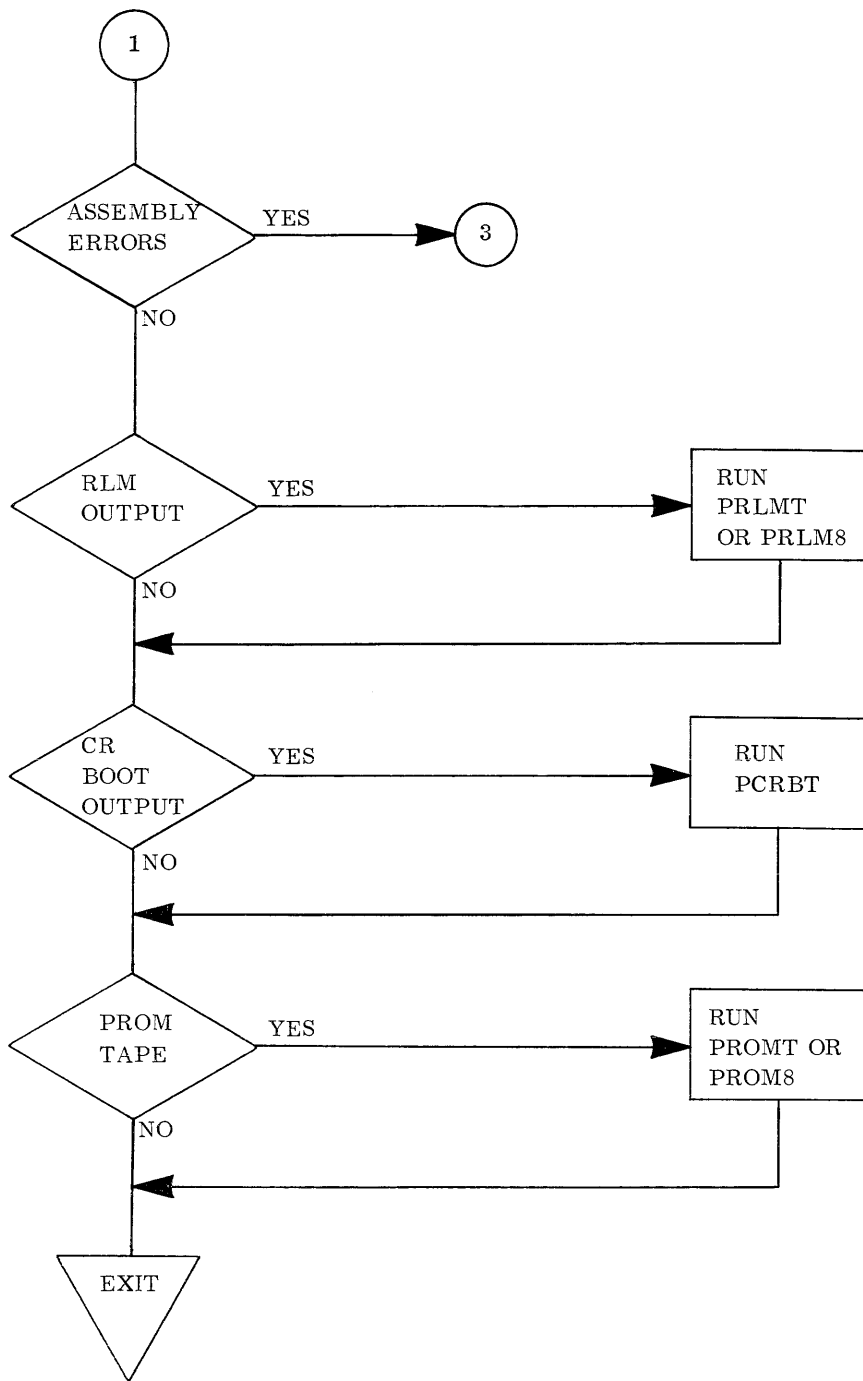 1
ASSEMBLY
ERRORS
YES
3
NO
RLM
OUTPUT
YES
RUN
PRLMT
OR PRLM8
NO
CR
BOOT
OUTPUT
YES
RUN
PCRBT
NO
PROM
TAPE
YES
RUN
PROMT OR
PROM8
NO
EXIT